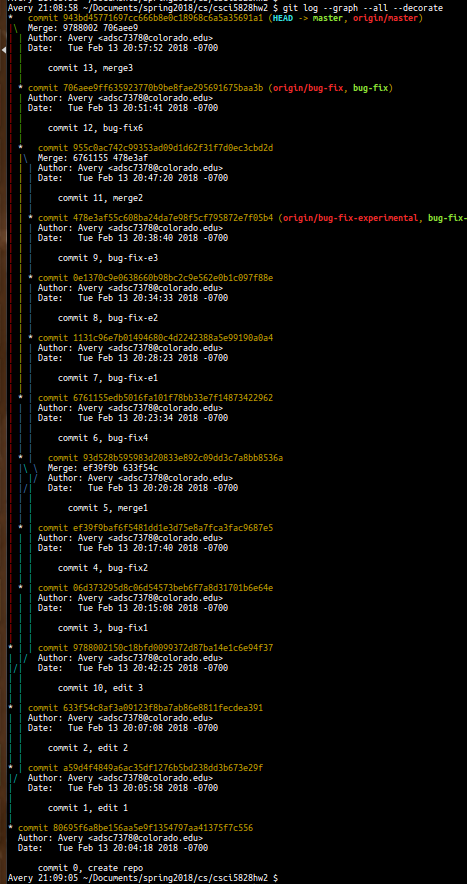 Avery 21:08:58 ~/Documents/spring2018/cs/csci5828hw2 $ git log --graph --all --decorate
* commit 943bd45771697cc666b8e0c18968c6a5a35691a1 (HEAD -> master, origin/master)
|\ Merge: 9788002 706aee9
| | Author: Avery <adsc7378@colorado.edu>
| | Date: Tue Feb 13 20:57:52 2018 -0700
commit 13, merge3
* commit 706aee9ff635923770b9be8fae295691675baa3b (origin/bug-fix, bug-fix)
Author: Avery <adsc7378@colorado.edu>
Date: Tue Feb 13 20:51:41 2018 -0700
commit 12, bug-fix6
* commit 955c0ac742c99353ad09d1d62f31f7d0ec3cbd2d
|\ Merge: 6761155 478e3af
Author: Avery <adsc7378@colorado.edu>
Date: Tue Feb 13 20:47:20 2018 -0700
commit 11, merge2
* commit 478e3af55c608ba24da7e98f5cf795872e7f05b4 (origin/bug-fix-experimental, bug-fix-
Author: Avery <adsc7378@colorado.edu>
Date: Tue Feb 13 20:38:40 2018 -0700
commit 9, bug-fix-e3
* commit 0e1370c9e0638660b98bc2c9e562e0b1c097f88e
Author: Avery <adsc7378@colorado.edu>
Date: Tue Feb 13 20:34:33 2018 -0700
commit 8, bug-fix-e2
* commit 1131c96e7b01494680c4d2242388a5e99190a0a4
Author: Avery <adsc7378@colorado.edu>
Date: Tue Feb 13 20:28:23 2018 -0700
commit 7, bug-fix-e1
* commit 6761155edb5016fa101f78bb33e7f14873422962
Author: Avery <adsc7378@colorado.edu>
Date: Tue Feb 13 20:23:34 2018 -0700
commit 6, bug-fix4
* commit 93d528b595983d20833e892c09dd3c7a8bb8536a
|\ \ Merge: ef39f9b 633f54c
| |/ Author: Avery <adsc7378@colorado.edu>
|/| Date: Tue Feb 13 20:20:28 2018 -0700
commit 5, merge1
* commit ef39f9baf6f5481dd1e3d75e8a7fca3fac9687e5
Author: Avery <adsc7378@colorado.edu>
Date: Tue Feb 13 20:17:40 2018 -0700
commit 4, bug-fix2
* commit 06d373295d8c06d54573beb6f7a8d31701b6e64e
Author: Avery <adsc7378@colorado.edu>
Date: Tue Feb 13 20:15:08 2018 -0700
commit 3, bug-fix1
* commit 9788002150c18bfd0099372d87ba14e1c6e94f37
| |/ Author: Avery <adsc7378@colorado.edu>
|/| Date: Tue Feb 13 20:42:25 2018 -0700
commit 10, edit 3
* commit 633f54c8af3a09123f8ba7ab86e8811fecdea391
Author: Avery <adsc7378@colorado.edu>
Date: Tue Feb 13 20:07:08 2018 -0700
commit 2, edit 2
* commit a59d4f4849a6ac35df1276b5bd238dd3b673e29f
|/ Author: Avery <adsc7378@colorado.edu>
Date: Tue Feb 13 20:05:58 2018 -0700
commit 1, edit 1
* commit 80695f6a8be156aa5e9f1354797aa41375f7c556
Author: Avery <adsc7378@colorado.edu>
Date: Tue Feb 13 20:04:18 2018 -0700
commit 0, create repo
Avery 21:09:05 ~/Documents/spring2018/cs/csci5828hw2 $